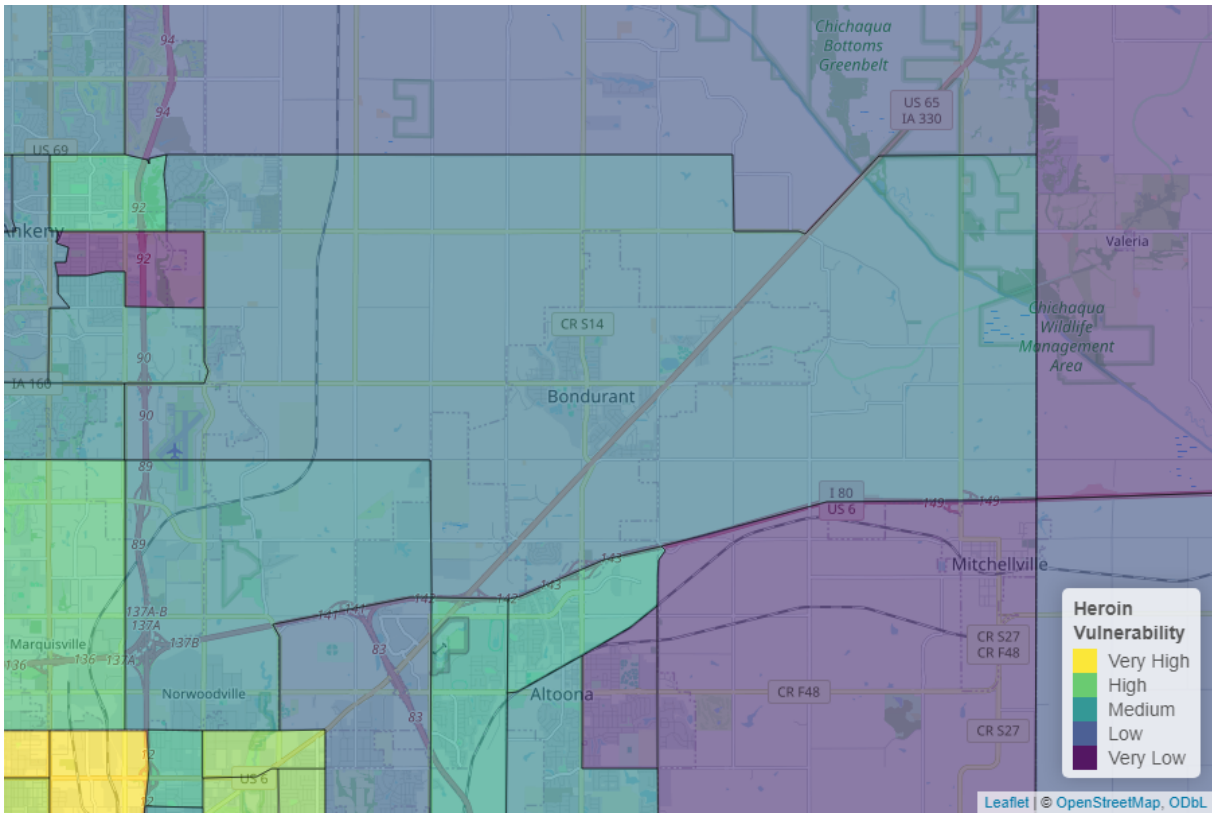 94
Chichaqua
Bottoms
Greenbelt
94
US 65
IA 330
US 69
92
Ankeny
92
Valeria
Chichaqua
Wildlife
Management
Area
CR S14
90
IA 160
Bondurant
90
89
I 80
US 6
149
149
89
143
Mitchellville
143
142
142
141
141
137A-B
137A
137B
Marquisville
136
136
137A
83
CR S27
CR F48
Norwoodville
Altoona
CR F48
83
CR S27
12
US 6
12
Heroin
Vulnerability
Very High
High
Medium
Low
Very Low
Leaflet | © OpenStreetMap, ODbL